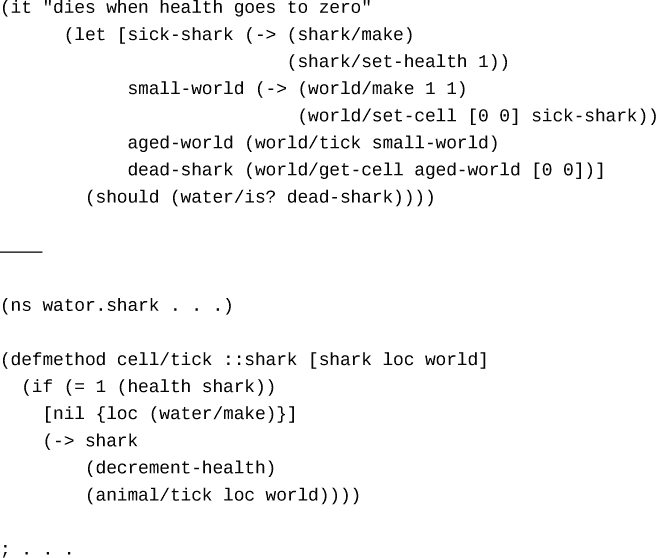 (it "dies when health goes to zero"
      (let [sick-shark (-> (shark/make)
                           (shark/set-health 1))
            small-world (-> (world/make 1 1)
                            (world/set-cell [0 0] sick-shark))
            aged-world (world/tick small-world)
            dead-shark (world/get-cell aged-world [0 0])]
        (should (water/is? dead-shark))))
____
(ns wator.shark . . .)
(defmethod cell/tick ::shark [shark loc world]
  (if (= 1 (health shark))
    [nil {loc (water/make)}]
    (-> shark
        (decrement-health)
        (animal/tick loc world))))
; . . .